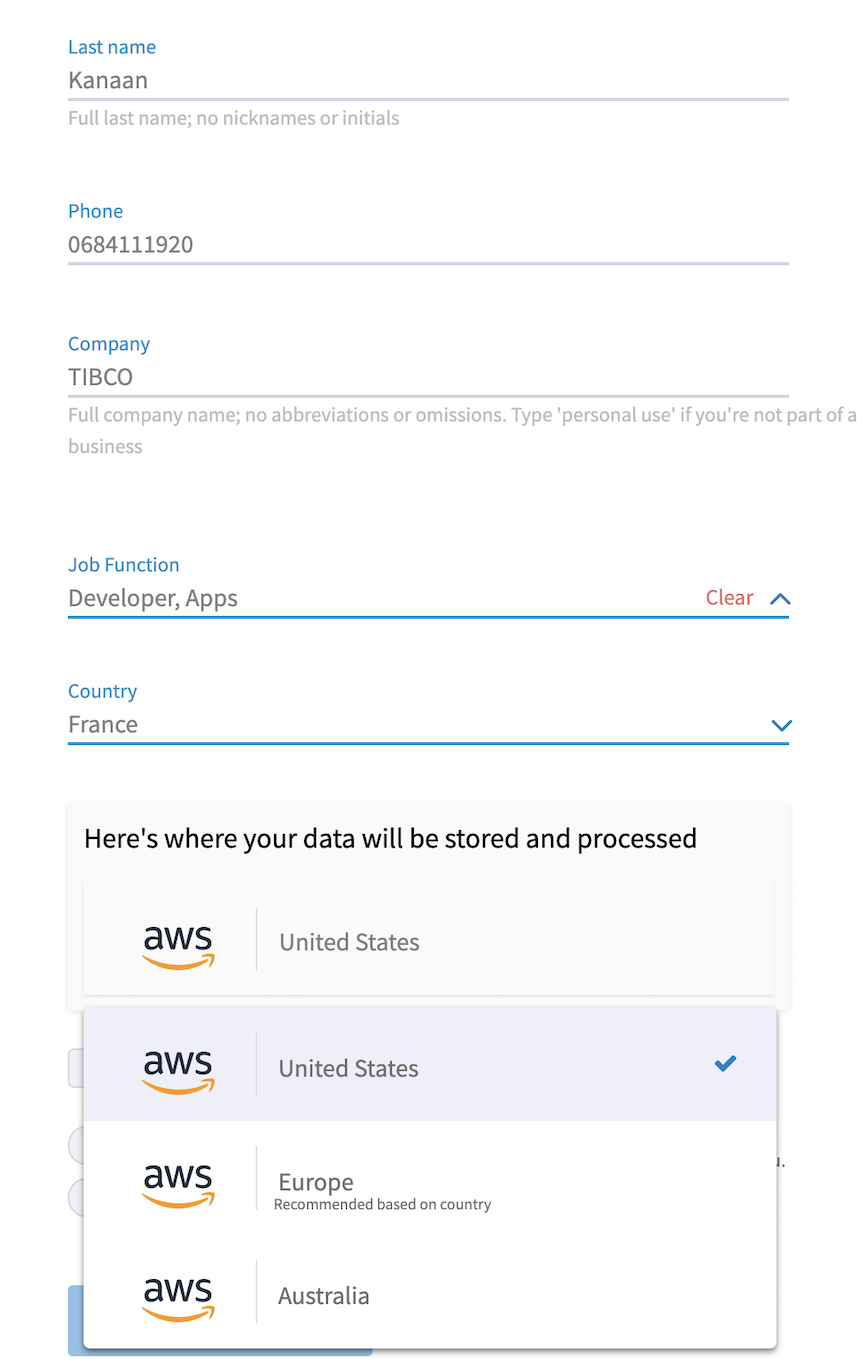 Last name
Kanaan
Full last name; no nicknames or initials
Phone
0684111920
Company
TIBCO
Full company name; no abbreviations or omissions. Type 'personal use' if you're not part of a
business
Job Function
Developer, Apps
Clear
Country
France
Here's where your data will be stored and processed
aws
United States
aws
United States
aws
Europe
Recommended based on country
aws
Australia